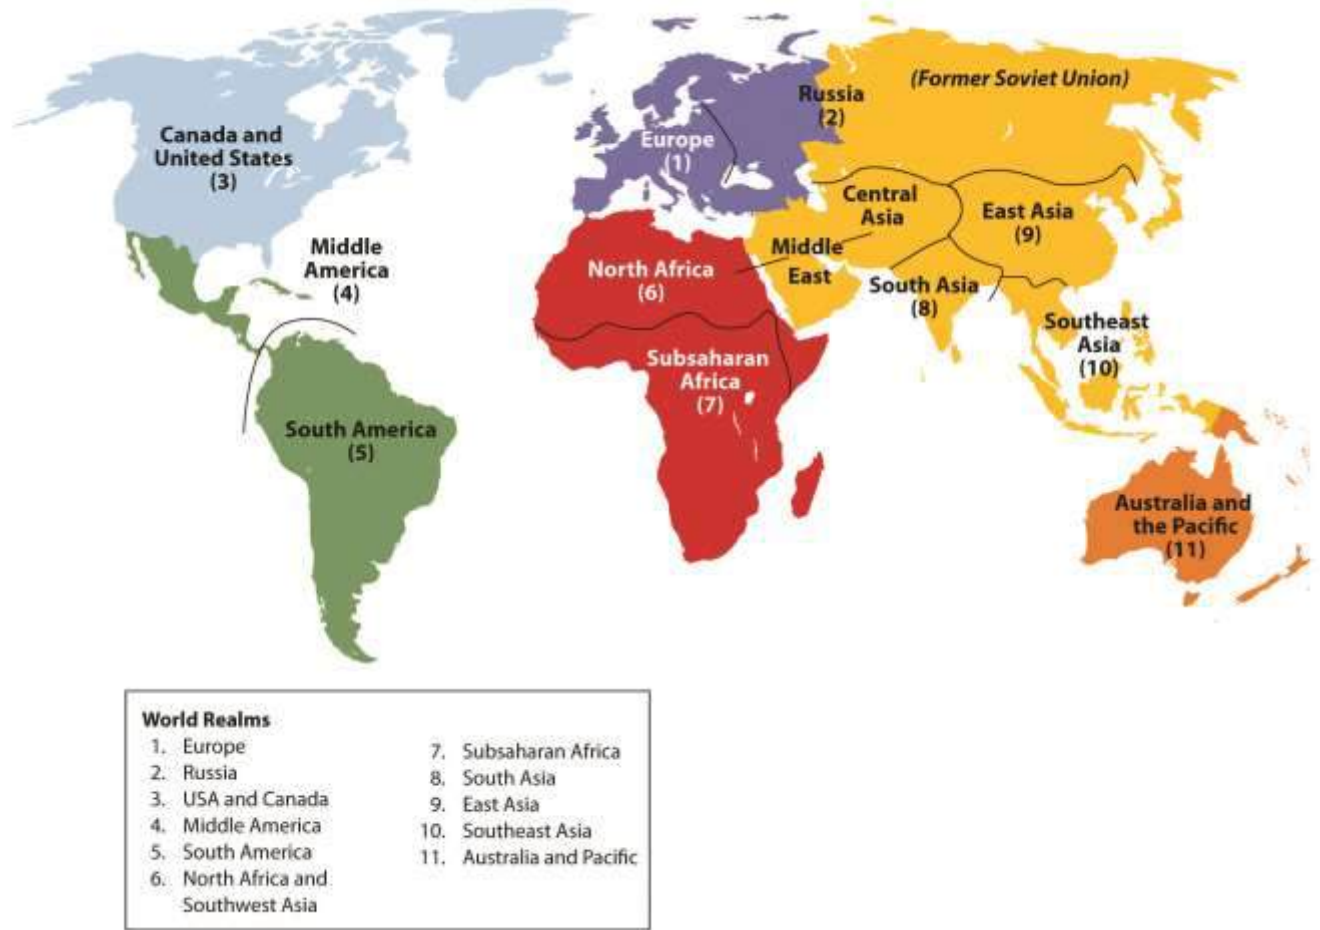 (Former Soviet Union)
Russia
(2)
Canada and
United States
(3)
Europe
(1)
Central
Asia
East Asia
(9)
Middle
America
(4)
Middle
East
North Africa
(6)
South Asia
(8)
Southeast
Asia
(10)
Subsaharan
Africa
(7)
South America
(5)
Australia and
the Pacific
(11)
World Realms
1. Europe
2. Russia
3. USA and Canada
4. Middle America
5. South America
6. North Africa and
Southwest Asia
7. Subsaharan Africa
8. South Asia
9. East Asia
10. Southeast Asia
11. Australia and Pacific